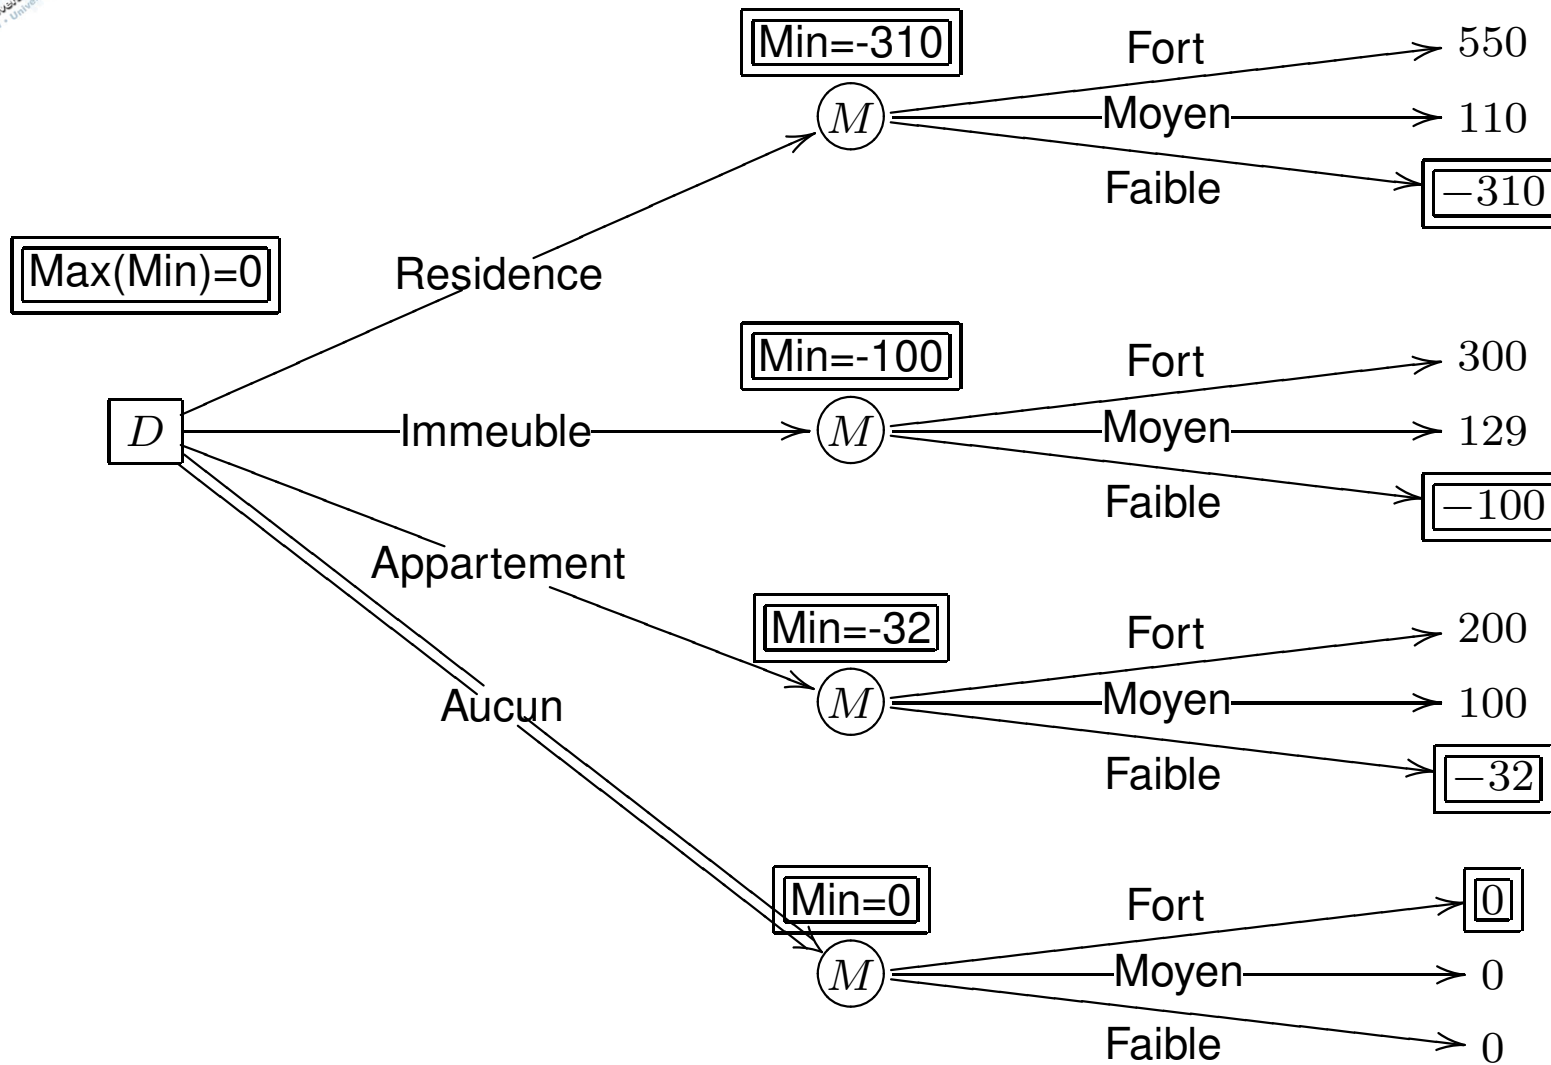 Min=-310
Fort
550
M
Moyen
110
Faible
−310
Max(Min)=0
Residence
Min=-100
Fort
300
D
Immeuble
M
Moyen
129
Faible
−100
Appartement
Min=-32
Fort
200
M
Moyen
100
Aucun
Faible
−32
Min=0
Fort
0
M
Moyen
0
Faible
0